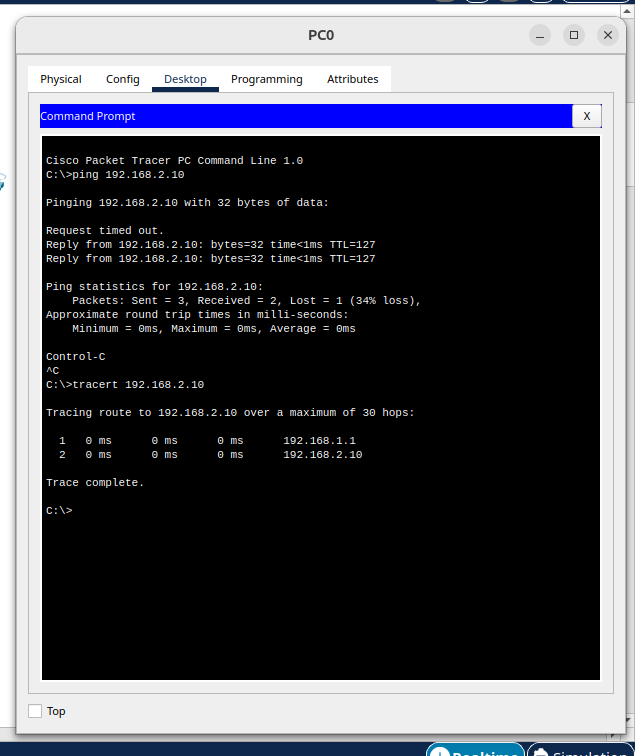 PC0
Physical Config Desktop Programming Attributes
Command Prompt X
Cisco Packet Tracer PC Command Line 1.0
C:\>ping 192.168.2.10
Pinging 192.168.2.10 with 32 bytes of data:
Request timed out.
Reply from 192.168.2.10: bytes=32 time<1ms TTL=127
Reply from 192.168.2.10: bytes=32 time<1ms TTL=127
Ping statistics for 192.168.2.10:
Packets: Sent = 3, Received = 2, Lost = 1 (34% loss),
Approximate round trip times in milli-seconds:
Minimum = 0ms, Maximum = 0ms, Average = 0ms
Control-C
^C
C:\>tracert 192.168.2.10
Tracing route to 192.168.2.10 over a maximum of 30 hops:
1 0 ms 0 ms 0 ms 192.168.1.1
2 0 ms 0 ms 0 ms 192.168.2.10
Trace complete.
C:\>
Top
Realtime Simulation